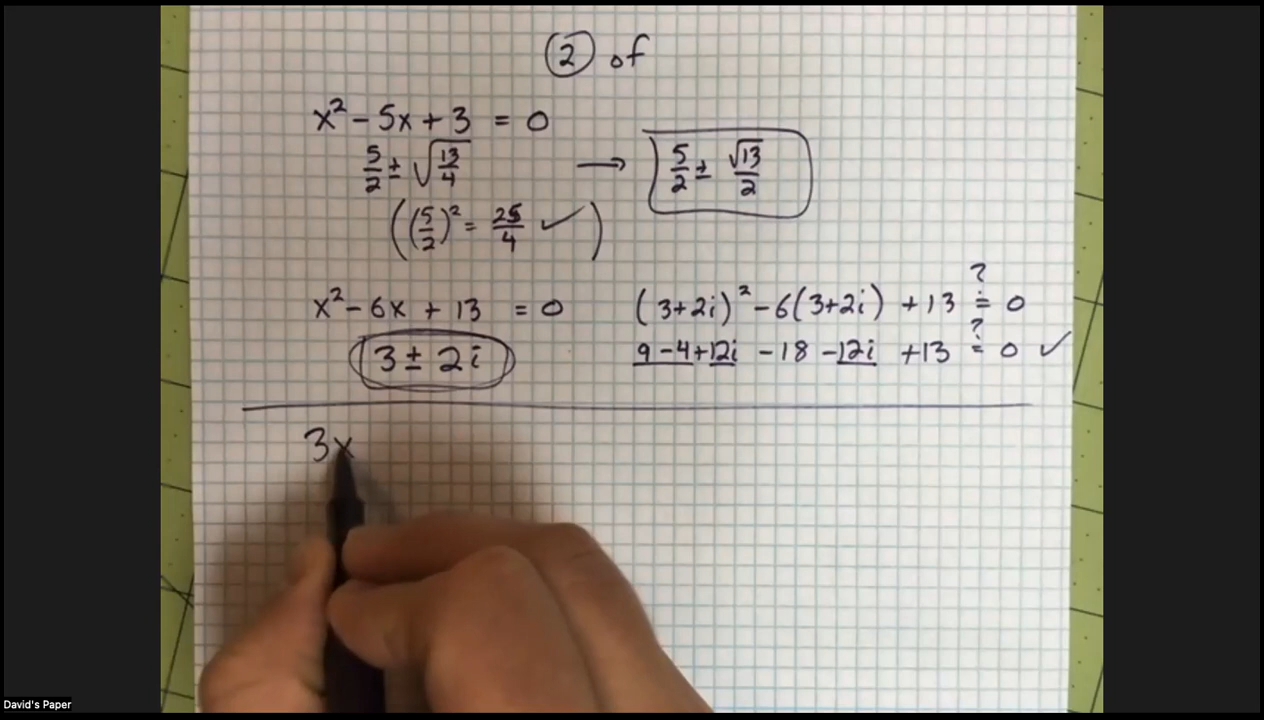 ② of
x² - 5x + 3 = 0
5/2 ± √(13/4) → 5/2 ± √13/2
((5/2)² = 25/4 ✓)
x² - 6x + 13 = 0 (3+2i)² - 6(3+2i) + 13 ≟ 0
3 ± 2i 9 - 4 + 12i - 18 - 12i + 13 ≟ 0 ✓
3x
David's Paper